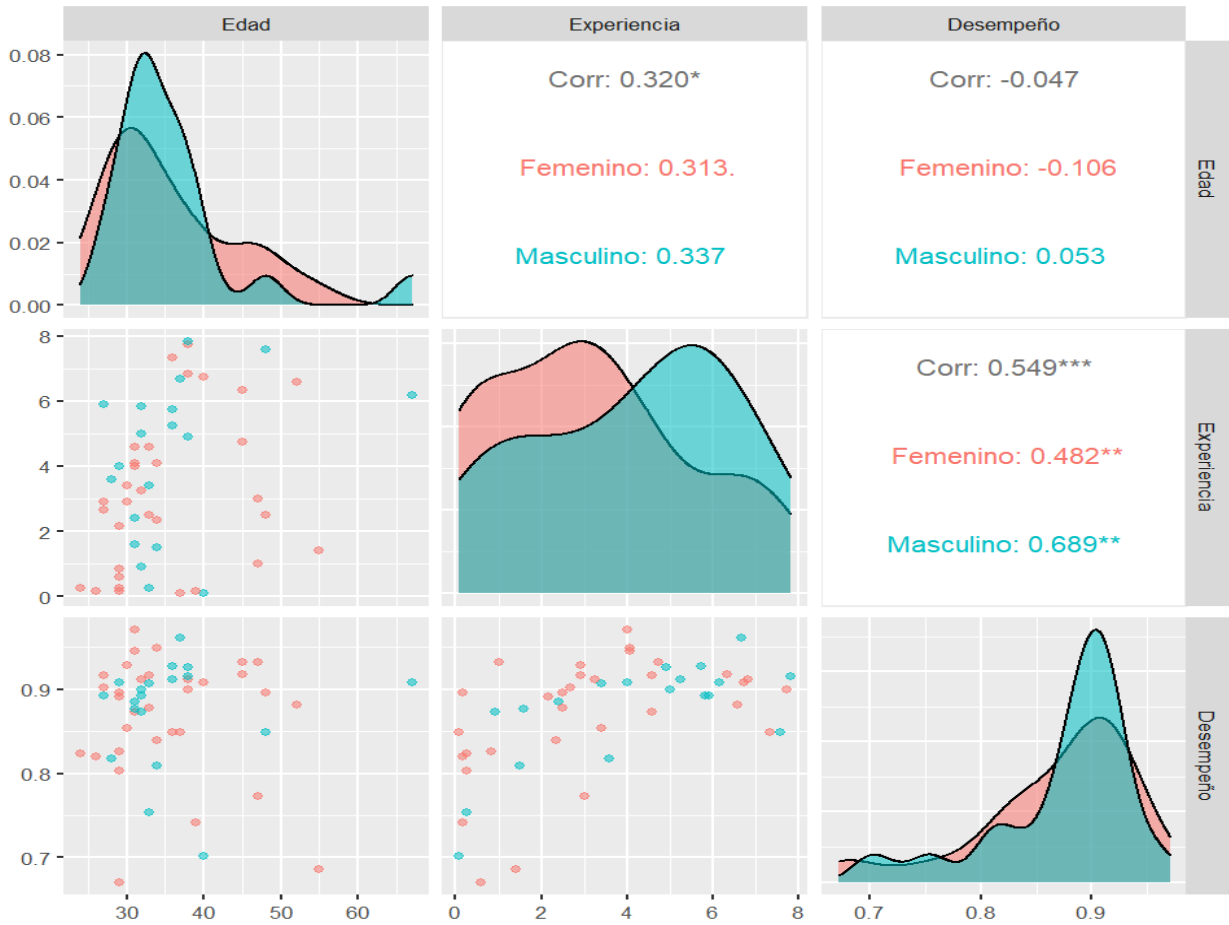 Edad Experiencia Desempeño
0.08
0.06
0.04
0.02
0.00
Corr: 0.320*
Femenino: 0.313.
Masculino: 0.337
Corr: -0.047
Femenino: -0.106
Masculino: 0.053
Edad
8
6
4
2
0
Corr: 0.549***
Femenino: 0.482**
Masculino: 0.689**
Experiencia
0.9
0.8
0.7
Desempeño
30 40 50 60 0 2 4 6 8 0.7 0.8 0.9